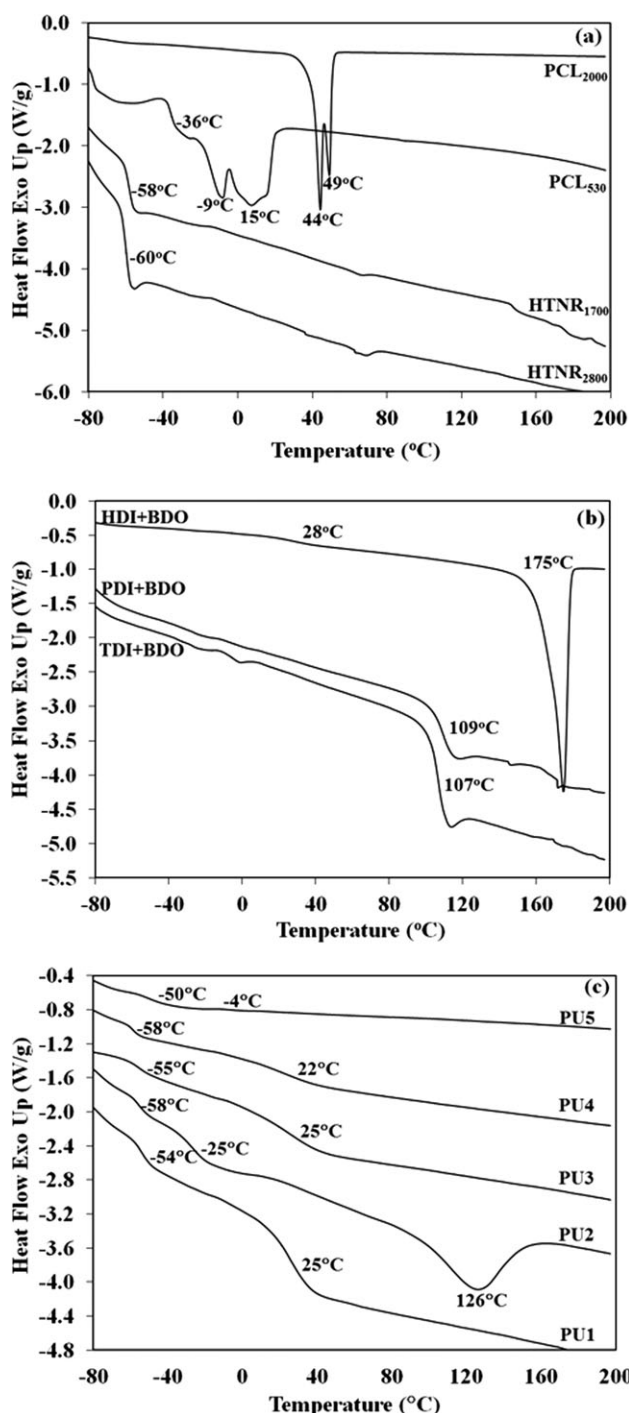 0.0
(a)
PCL2000
-1.0
-36°C
-2.0
-58°C
49°C
PCL530
-3.0
-9°C
15°C
44°C
-60°C
-4.0
HTNR1700
-5.0
HTNR2800
-6.0
-80 -40 0 40 80 120 160 200
Temperature (°C)
Heat Flow Exo Up (W/g)
0.0
HDI+BDO
(b)
-0.5
28°C
-1.0
175°C
PDI+BDO
-1.5
-2.0
TDI+BDO
-2.5
-3.0
109°C
-3.5
-4.0
107°C
-4.5
-5.0
-5.5
-80 -40 0 40 80 120 160 200
Temperature (°C)
Heat Flow Exo Up (W/g)
-0.4
(c)
-50°C
-4°C
-0.8
PU5
-58°C
-1.2
22°C
-1.6
-55°C
PU4
-2.0
-58°C
25°C
-2.4
-25°C
PU3
-54°C
-2.8
-3.2
PU2
-3.6
25°C
-4.0
126°C
-4.4
PU1
-4.8
-80 -40 0 40 80 120 160 200
Temperature (°C)
Heat Flow Exo Up (W/g)